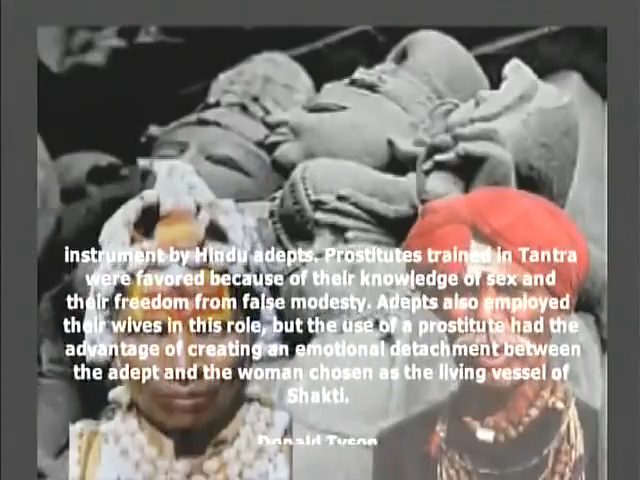 instrument by Hindu adepts. Prostitutes trained in Tantra
were favored because of their knowledge of sex and
their freedom from false modesty. Adepts also employed
their wives in this role, but the use of a prostitute had the
advantage of creating an emotional detachment between
the adept and the woman chosen as the living vessel of
Shakti.
Donald Tyson